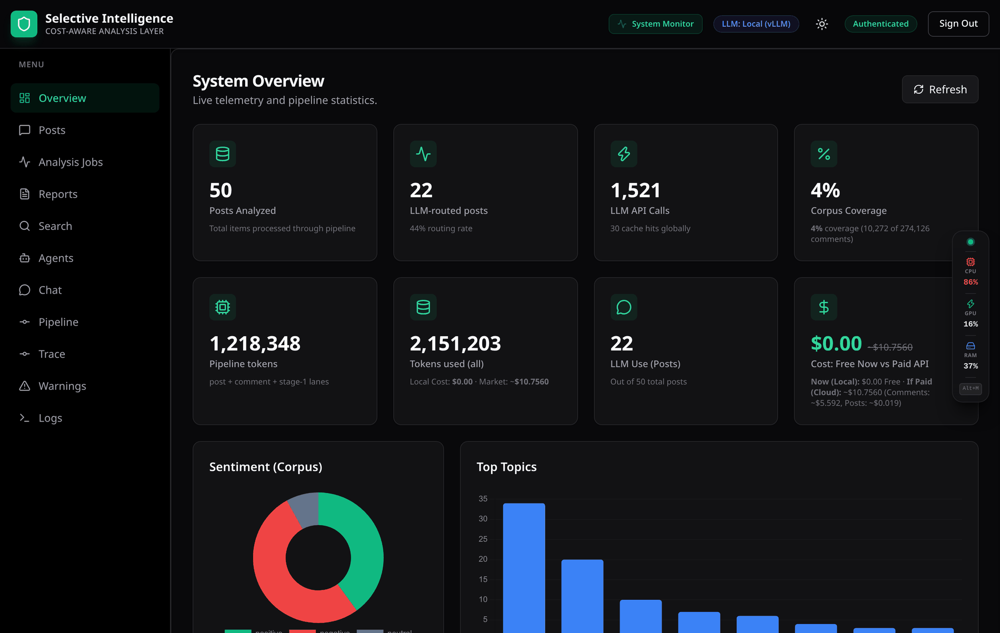 Selective Intelligence
COST-AWARE ANALYSIS LAYER
System Monitor
LLM: Local (vLLM)
Authenticated
Sign Out
MENU
Overview
Posts
Analysis Jobs
Reports
Search
Agents
Chat
Pipeline
Trace
Warnings
Logs
System Overview
Live telemetry and pipeline statistics.
Refresh
50
Posts Analyzed
Total items processed through pipeline
22
LLM-routed posts
44% routing rate
1,521
LLM API Calls
30 cache hits globally
4%
Corpus Coverage
4% coverage (10,272 of 274,126
comments)
1,218,348
Pipeline tokens
post + comment + stage-1 lanes
2,151,203
Tokens used (all)
Local Cost: $0.00 · Market: ~$10.7560
22
LLM Use (Posts)
Out of 50 total posts
$0.00 ~$10.7560
Cost: Free Now vs Paid API
Now (Local): $0.00 Free · If Paid
(Cloud): ~$10.7560 (Comments:
~$5.592, Posts: ~$0.019)
CPU
86%
GPU
16%
RAM
37%
Alt+M
Sentiment (Corpus)
positive negative neutral
Top Topics
35
30
25
20
15
10
5